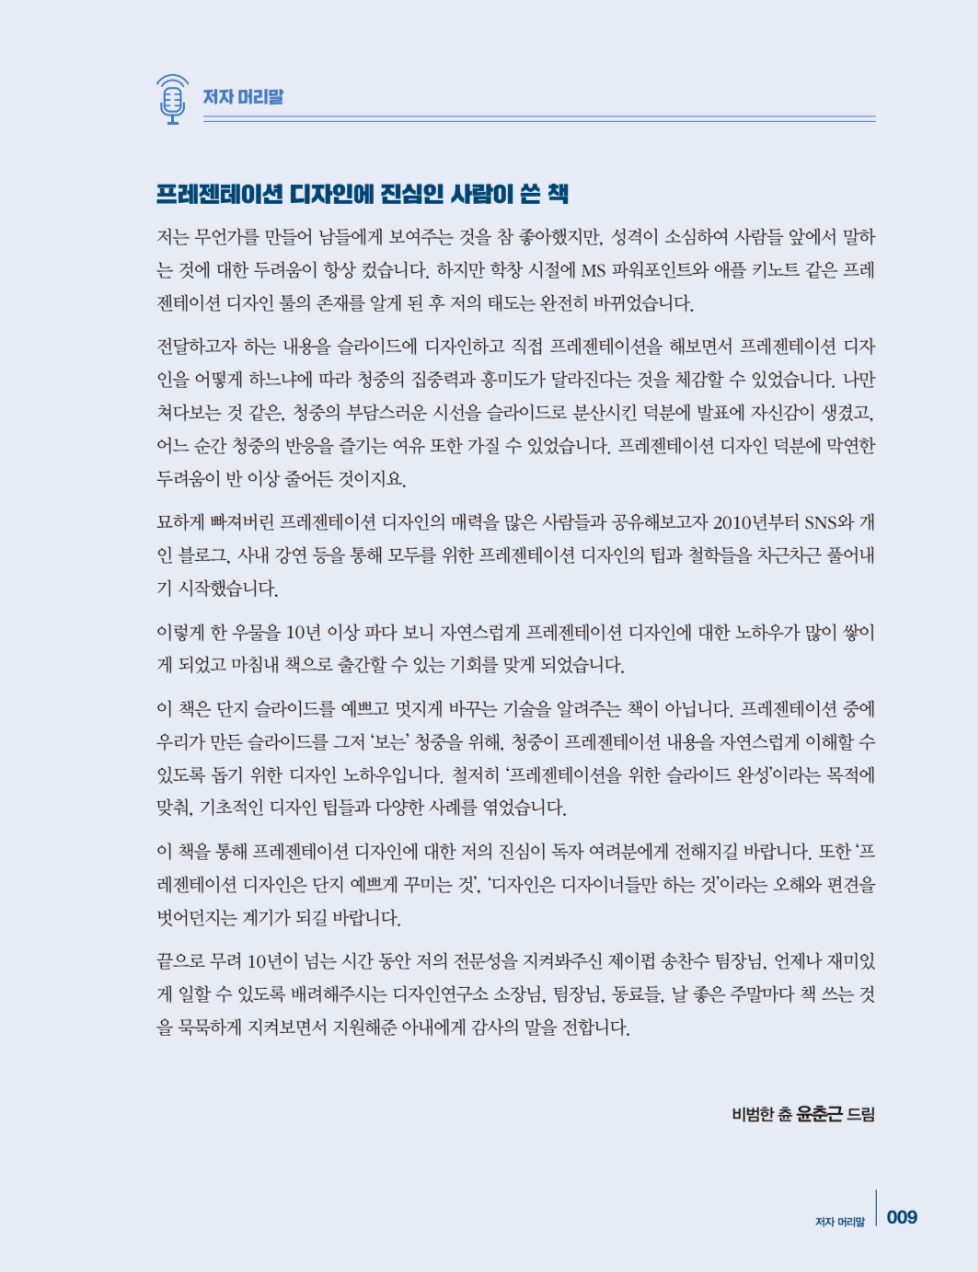 저자 머리말
프레젠테이션 디자인에 진심인 사람이 쓴 책
저는 무언가를 만들어 남들에게 보여주는 것을 참 좋아했지만, 성격이 소심하여 사람들 앞에서 말하
는 것에 대한 두려움이 항상 컸습니다. 하지만 학창 시절에 MS 파워포인트와 애플 키노트 같은 프레
젠테이션 디자인 툴의 존재를 알게 된 후 저의 태도는 완전히 바뀌었습니다.
전달하고자 하는 내용을 슬라이드에 디자인하고 직접 프레젠테이션을 해보면서 프레젠테이션 디자
인을 어떻게 하느냐에 따라 청중의 집중력과 흥미도가 달라진다는 것을 체감할 수 있었습니다. 나만
쳐다보는 것 같은, 청중의 부담스러운 시선을 슬라이드로 분산시킨 덕분에 발표에 자신감이 생겼고,
어느 순간 청중의 반응을 즐기는 여유 또한 가질 수 있었습니다. 프레젠테이션 디자인 덕분에 막연한
두려움이 반 이상 줄어든 것이지요.
묘하게 빠져버린 프레젠테이션 디자인의 매력을 많은 사람들과 공유해보고자 2010년부터 SNS와 개
인 블로그, 사내 강연 등을 통해 모두를 위한 프레젠테이션 디자인의 팁과 철학들을 차근차근 풀어내
기 시작했습니다.
이렇게 한 우물을 10년 이상 파다 보니 자연스럽게 프레젠테이션 디자인에 대한 노하우가 많이 쌓이
게 되었고 마침내 책으로 출간할 수 있는 기회를 맞게 되었습니다.
이 책은 단지 슬라이드를 예쁘고 멋지게 바꾸는 기술을 알려주는 책이 아닙니다. 프레젠테이션 중에
우리가 만든 슬라이드를 그저 ‘보는’ 청중을 위해, 청중이 프레젠테이션 내용을 자연스럽게 이해할 수
있도록 돕기 위한 디자인 노하우입니다. 철저히 ‘프레젠테이션을 위한 슬라이드 완성’이라는 목적에
맞춰, 기초적인 디자인 팁들과 다양한 사례를 엮었습니다.
이 책을 통해 프레젠테이션 디자인에 대한 저의 진심이 독자 여려분에게 전해지길 바랍니다. 또한 ‘프
레젠테이션 디자인은 단지 예쁘게 꾸미는 것’, ‘디자인은 디자이너들만 하는 것’이라는 오해와 편견을
벗어던지는 계기가 되길 바랍니다.
끝으로 무려 10년이 넘는 시간 동안 저의 전문성을 지켜봐주신 제이펍 송찬수 팀장님, 언제나 재미있
게 일할 수 있도록 배려해주시는 디자인연구소 소장님, 팀장님, 동료들, 날 좋은 주말마다 책 쓰는 것
을 묵묵하게 지켜보면서 지원해준 아내에게 감사의 말을 전합니다.
비범한 츈 윤춘근 드림
저자 머리말 009